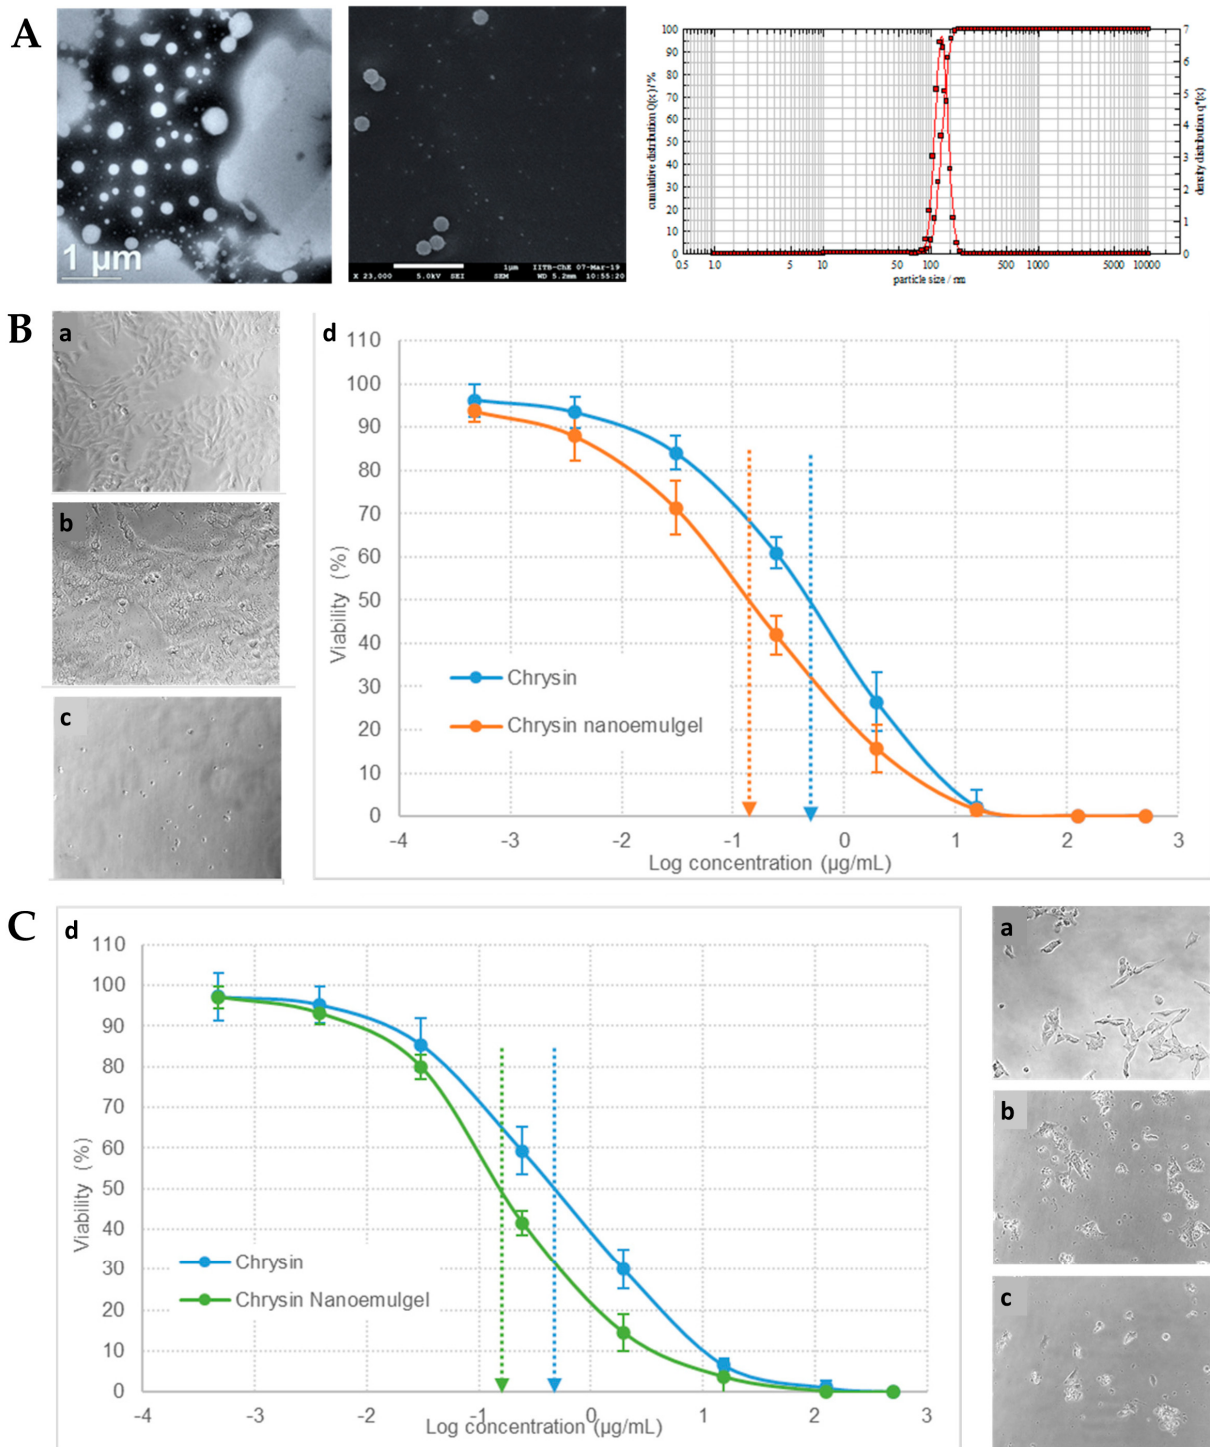 A
1 μm
1μm IITB-ChE 07-Mar-19
X 23,000 5.0kV SEI SEM WD 5.2mm 10:55:20
cumulative distribution Q(x) / %
100
90
80
70
60
50
40
30
20
10
0
0.5 1.0 5 10 50 100 500 1000 5000 10000
particle size / nm
7
6
5
4
3
2
1
0
density distribution q*(x)
B
a
b
c
d
110
100
90
80
70
60
50
40
30
20
10
0
Viability (%)
Chrysin
Chrysin nanoemulgel
-4 -3 -2 -1 0 1 2 3
Log concentration (μg/mL)
C
d
110
100
90
80
70
60
50
40
30
20
10
0
Viability (%)
Chrysin
Chrysin Nanoemulgel
-4 -3 -2 -1 0 1 2 3
Log concentration (μg/mL)
a
b
c